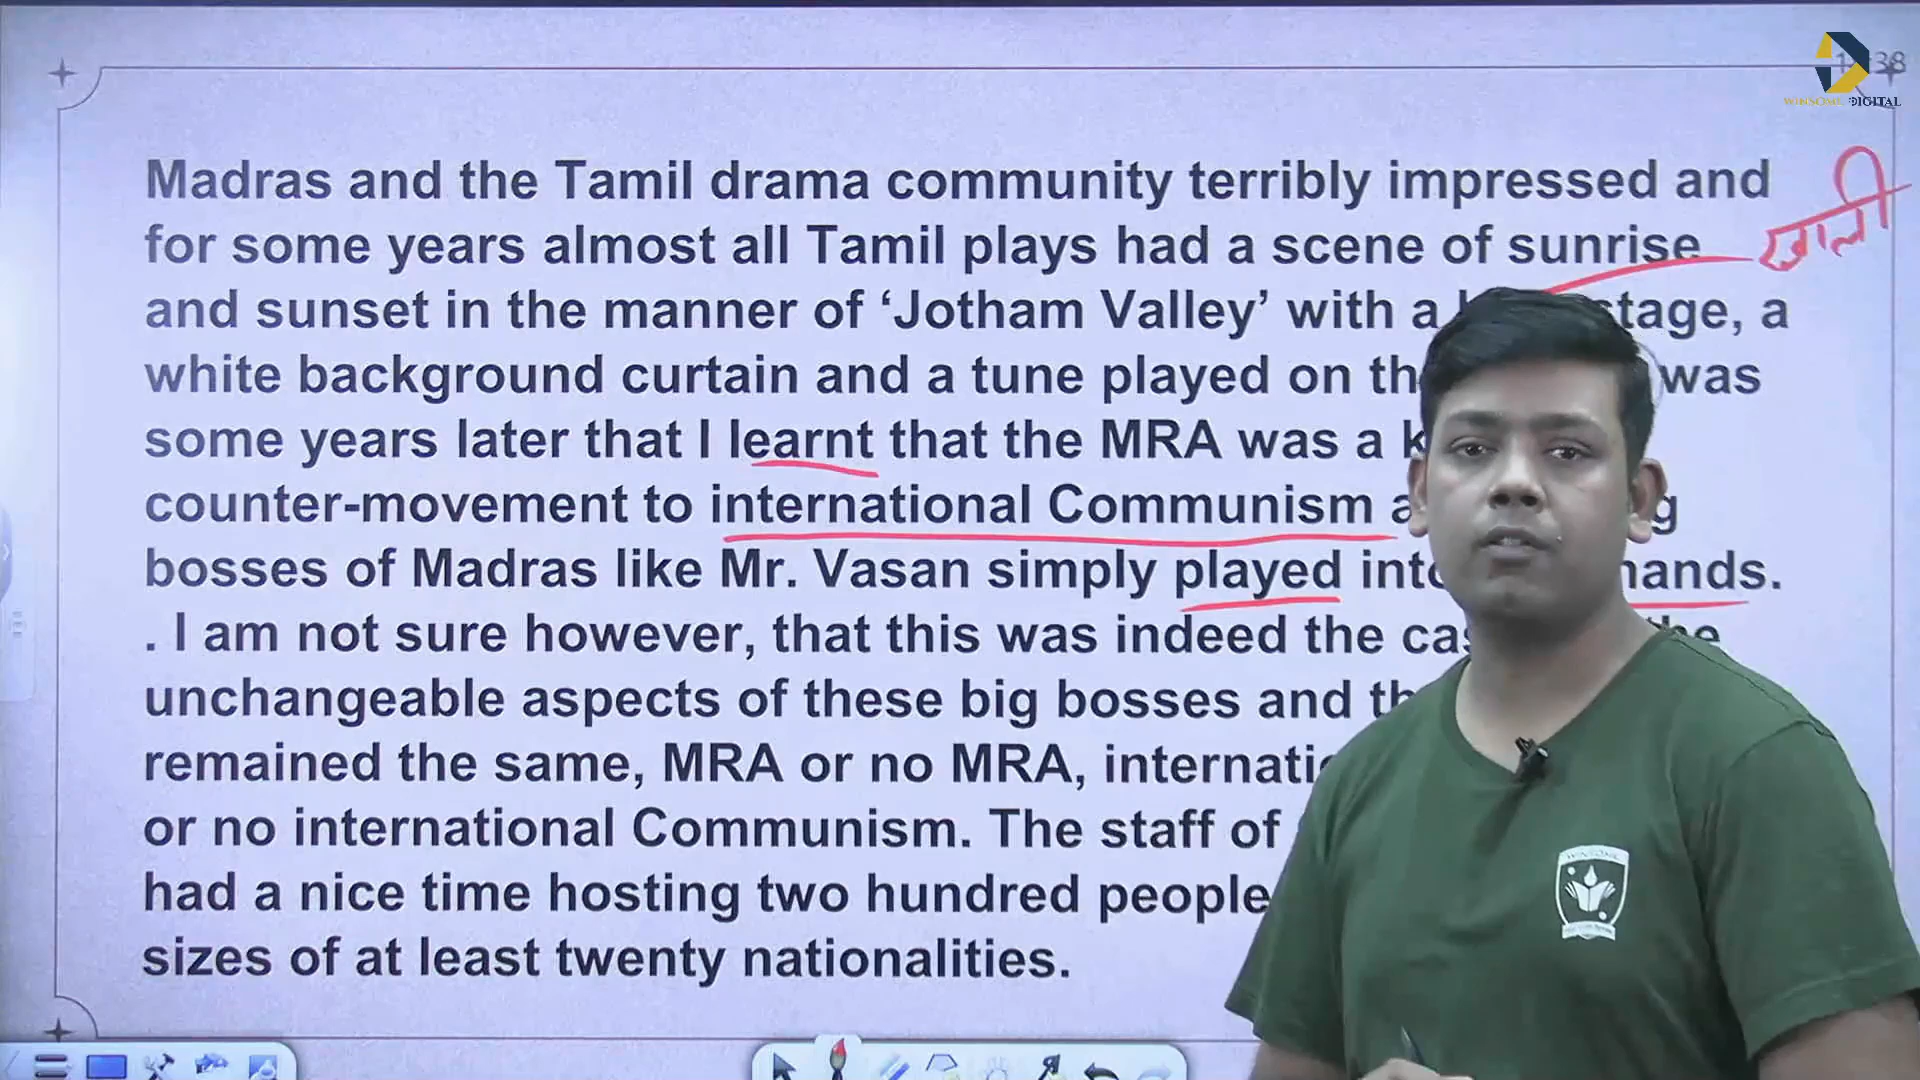 38
WINSOME DIGITAL
Madras and the Tamil drama community terribly impressed and
for some years almost all Tamil plays had a scene of sunrise
खाली
and sunset in the manner of ‘Jotham Valley’ with a stage, a
white background curtain and a tune played on was
some years later that I learnt that the MRA was a
counter-movement to international Communism
bosses of Madras like Mr. Vasan simply played hands.
. I am not sure however, that this was indeed the
unchangeable aspects of these big bosses and
remained the same, MRA or no MRA,
or no international Communism. The staff of
had a nice time hosting two hundred people
sizes of at least twenty nationalities.
WINSOME